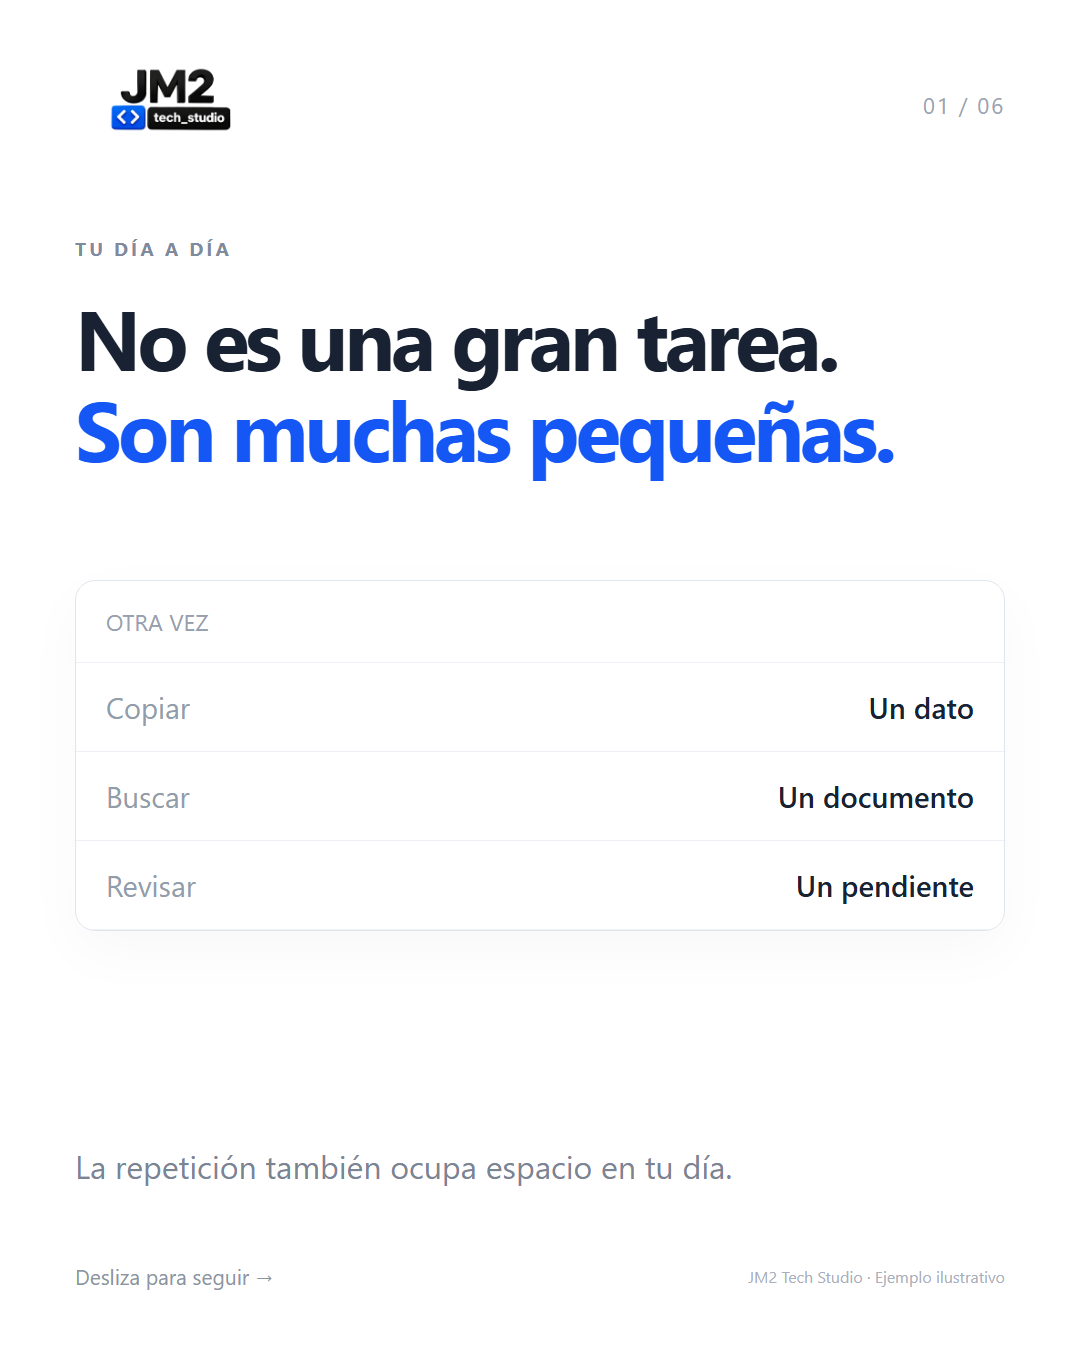 JM2
<> tech_studio
01 / 06
TU DÍA A DÍA
No es una gran tarea.
Son muchas pequeñas.
OTRA VEZ
Copiar Un dato
Buscar Un documento
Revisar Un pendiente
La repetición también ocupa espacio en tu día.
Desliza para seguir →
JM2 Tech Studio · Ejemplo ilustrativo